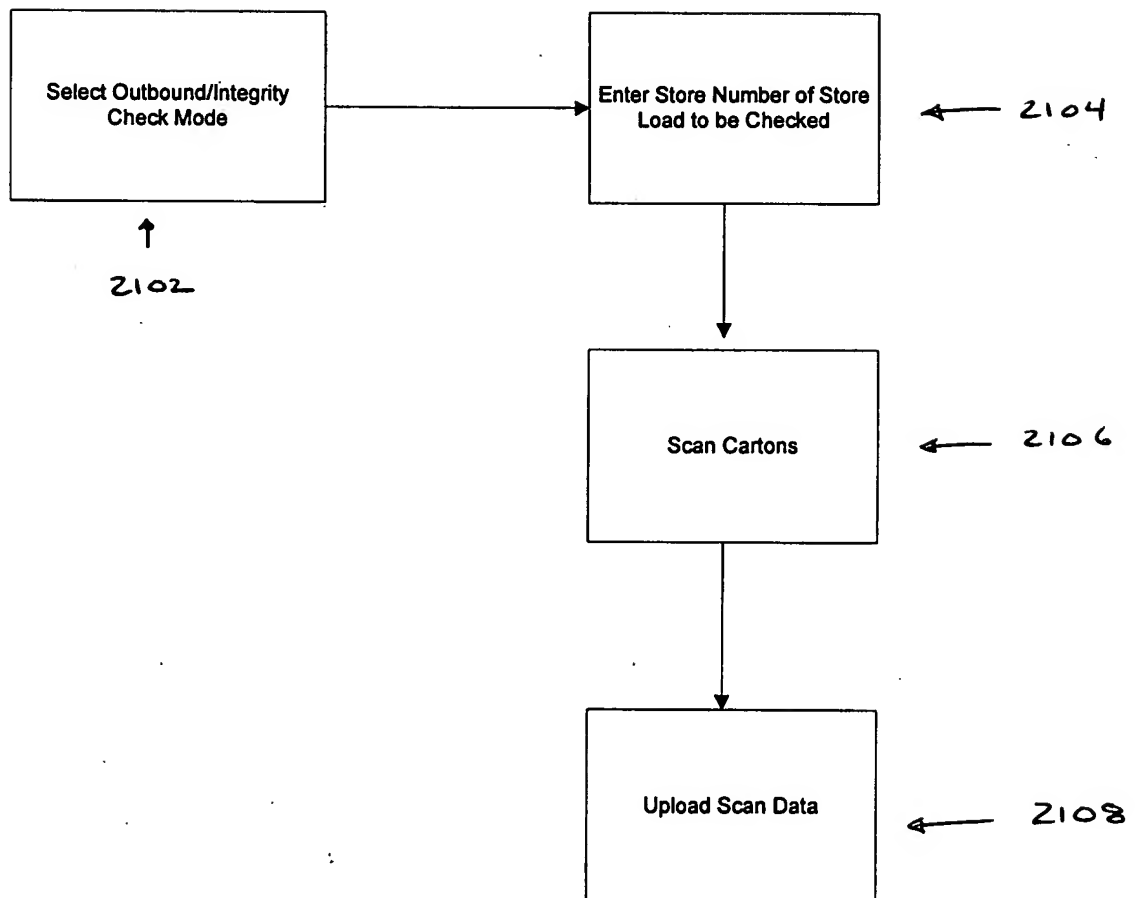 Select Outbound/Integrity
Check Mode
2102
Enter Store Number of Store
Load to be Checked
2104
Scan Cartons
2106
Upload Scan Data
2108